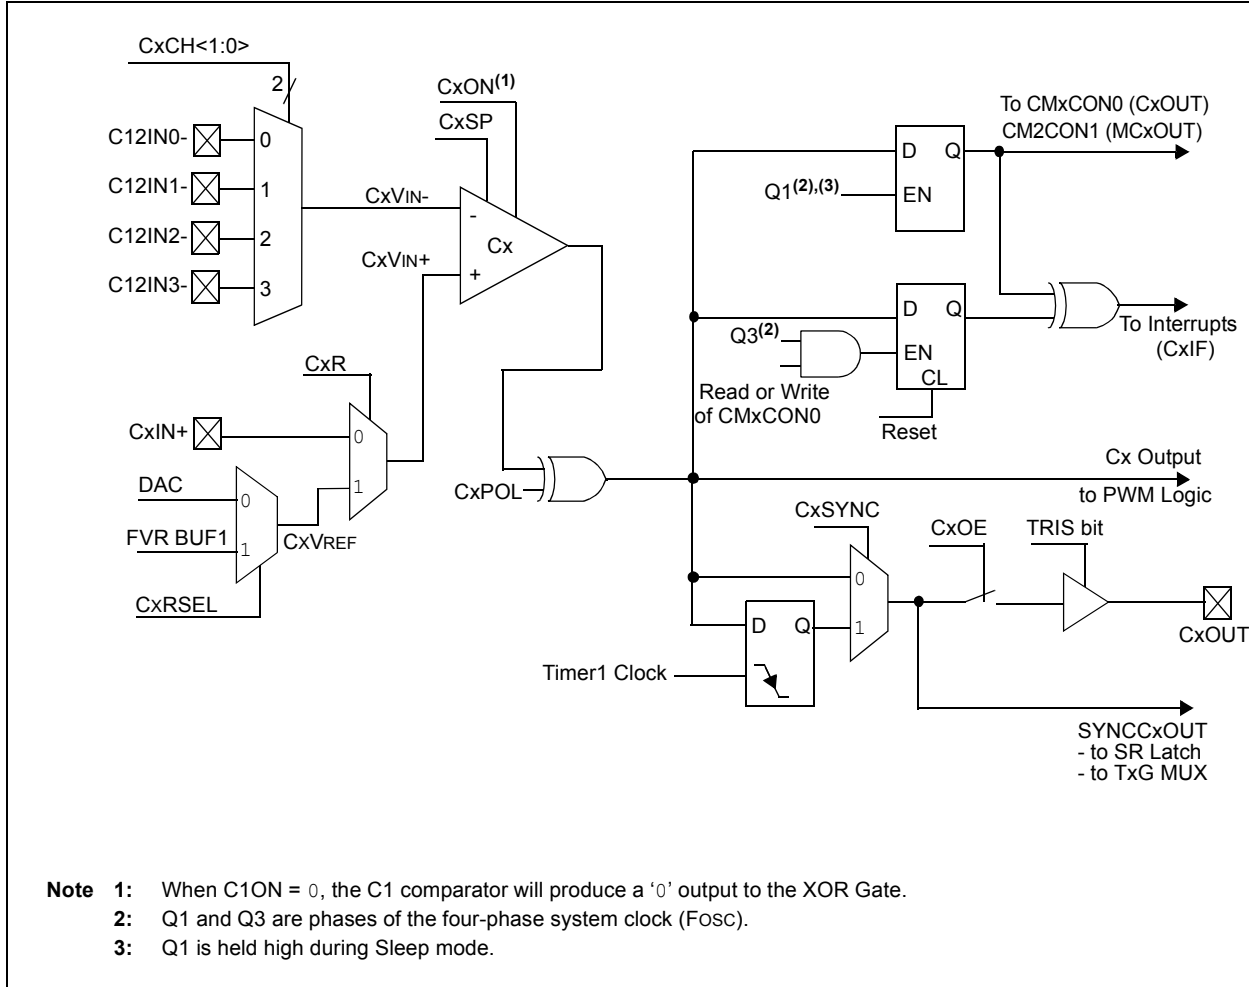 CxCH<1:0>
2
CxON(1)
CxSP
C12IN0-
0
C12IN1-
1
C12IN2-
2
C12IN3-
3
CxVIN-
-
Cx
CxVIN+
+
To CMxCON0 (CxOUT)
CM2CON1 (MCxOUT)
D
Q
Q1(2),(3)
EN
D
Q
Q3(2)
EN
CL
Read or Write
of CMxCON0
Reset
To Interrupts
(CxIF)
CxR
CxIN+
0
1
DAC
0
FVR BUF1
1
CxVREF
CxRSEL
CxPOL
Cx Output
to PWM Logic
CxSYNC
CxOE
TRIS bit
0
1
D
Q
Timer1 Clock
CxOUT
SYNCCxOUT
- to SR Latch
- to TxG MUX
Note 1: When C1ON = 0, the C1 comparator will produce a ‘0’ output to the XOR Gate.
2: Q1 and Q3 are phases of the four-phase system clock (FOSC).
3: Q1 is held high during Sleep mode.